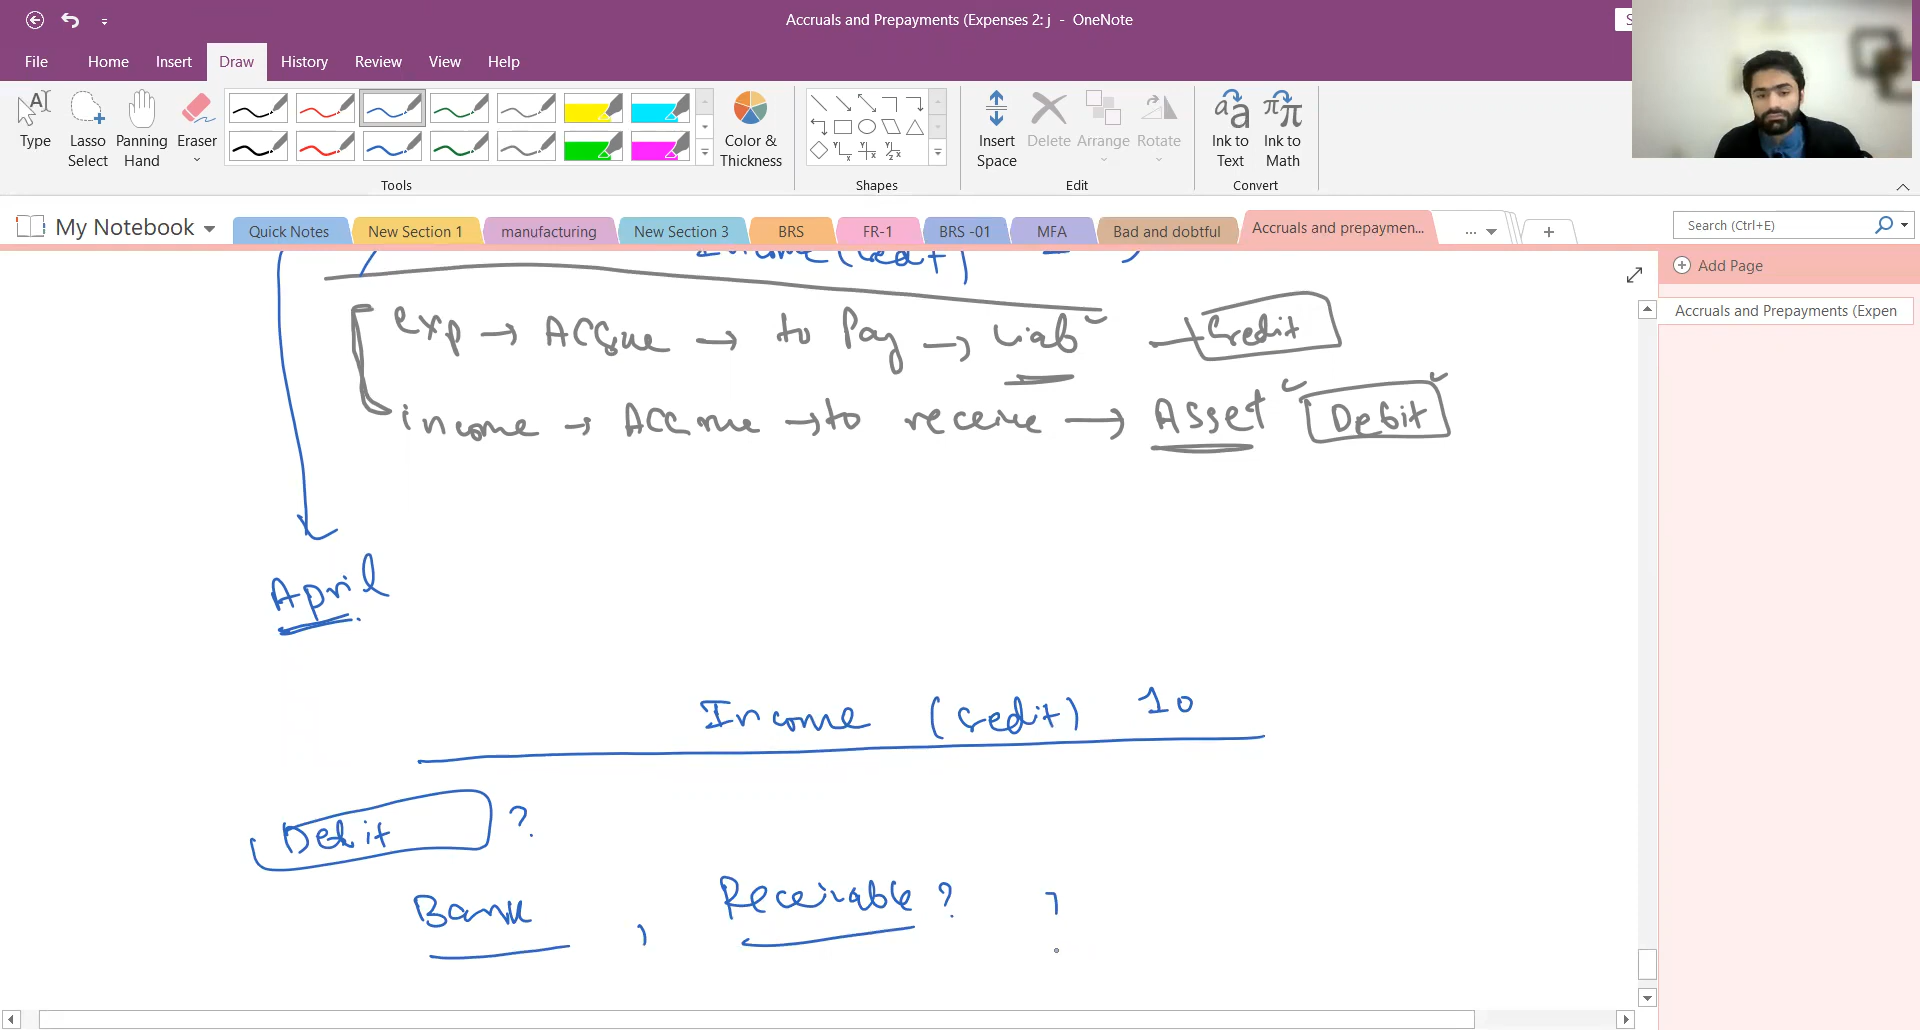 Accruals and Prepayments (Expenses 2: j - OneNote
File Home Insert Draw History Review View Help
Type
Lasso Select
Panning Hand
Eraser
Color & Thickness
Insert Space
Delete
Arrange
Rotate
Ink to Text
Ink to Math
Tools Shapes Edit Convert
My Notebook
Quick Notes New Section 1 manufacturing New Section 3 BRS FR-1 BRS -01 MFA Bad and doubtful Accruals and prepaymen... ...
Search (Ctrl+E)
Add Page
Accruals and Prepayments (Expen
Income (Credit)
exp → Accrue → to Pay → Liab → Credit
income → Accrue → to receive → Asset Debit
April
Income (Credit) 10
Debit ?
Bank , Receivable ?